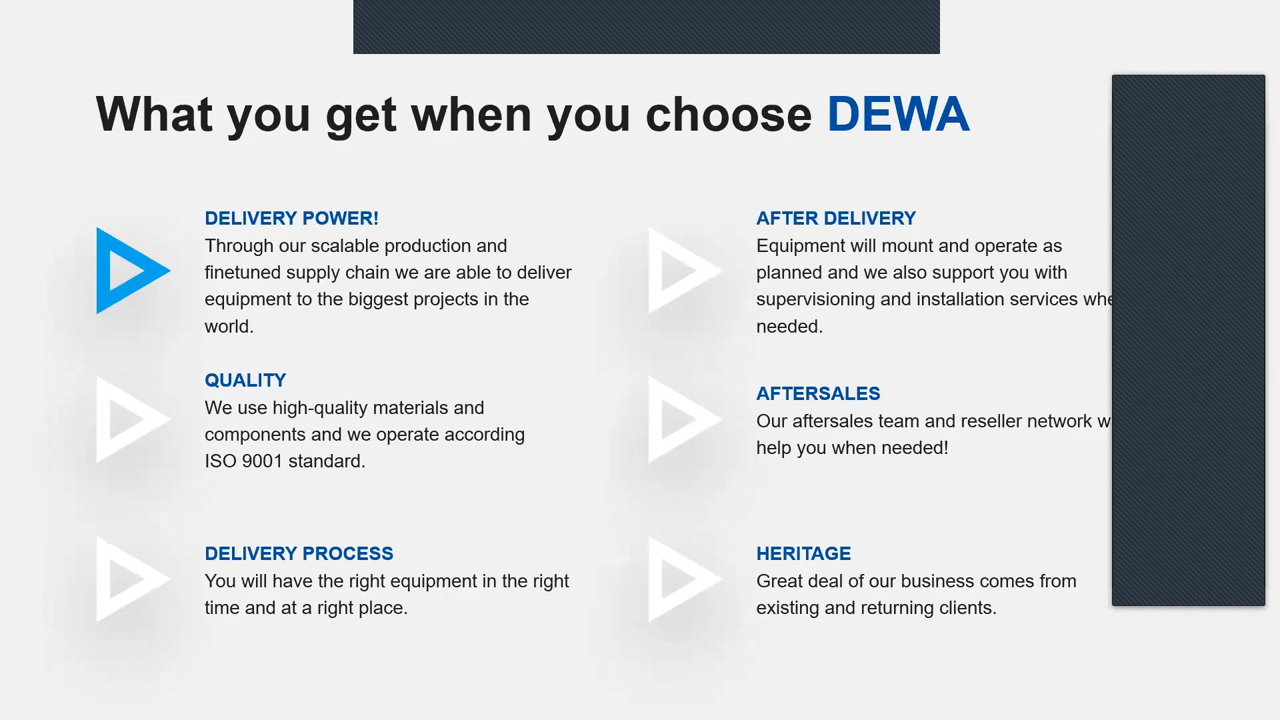 What you get when you choose DEWA
DELIVERY POWER!
Through our scalable production and
finetuned supply chain we are able to deliver
equipment to the biggest projects in the
world.
QUALITY
We use high-quality materials and
components and we operate according
ISO 9001 standard.
DELIVERY PROCESS
You will have the right equipment in the right
time and at a right place.
AFTER DELIVERY
Equipment will mount and operate as
planned and we also support you with
supervisioning and installation services
needed.
AFTERSALES
Our aftersales team and reseller network
help you when needed!
HERITAGE
Great deal of our business comes from
existing and returning clients.